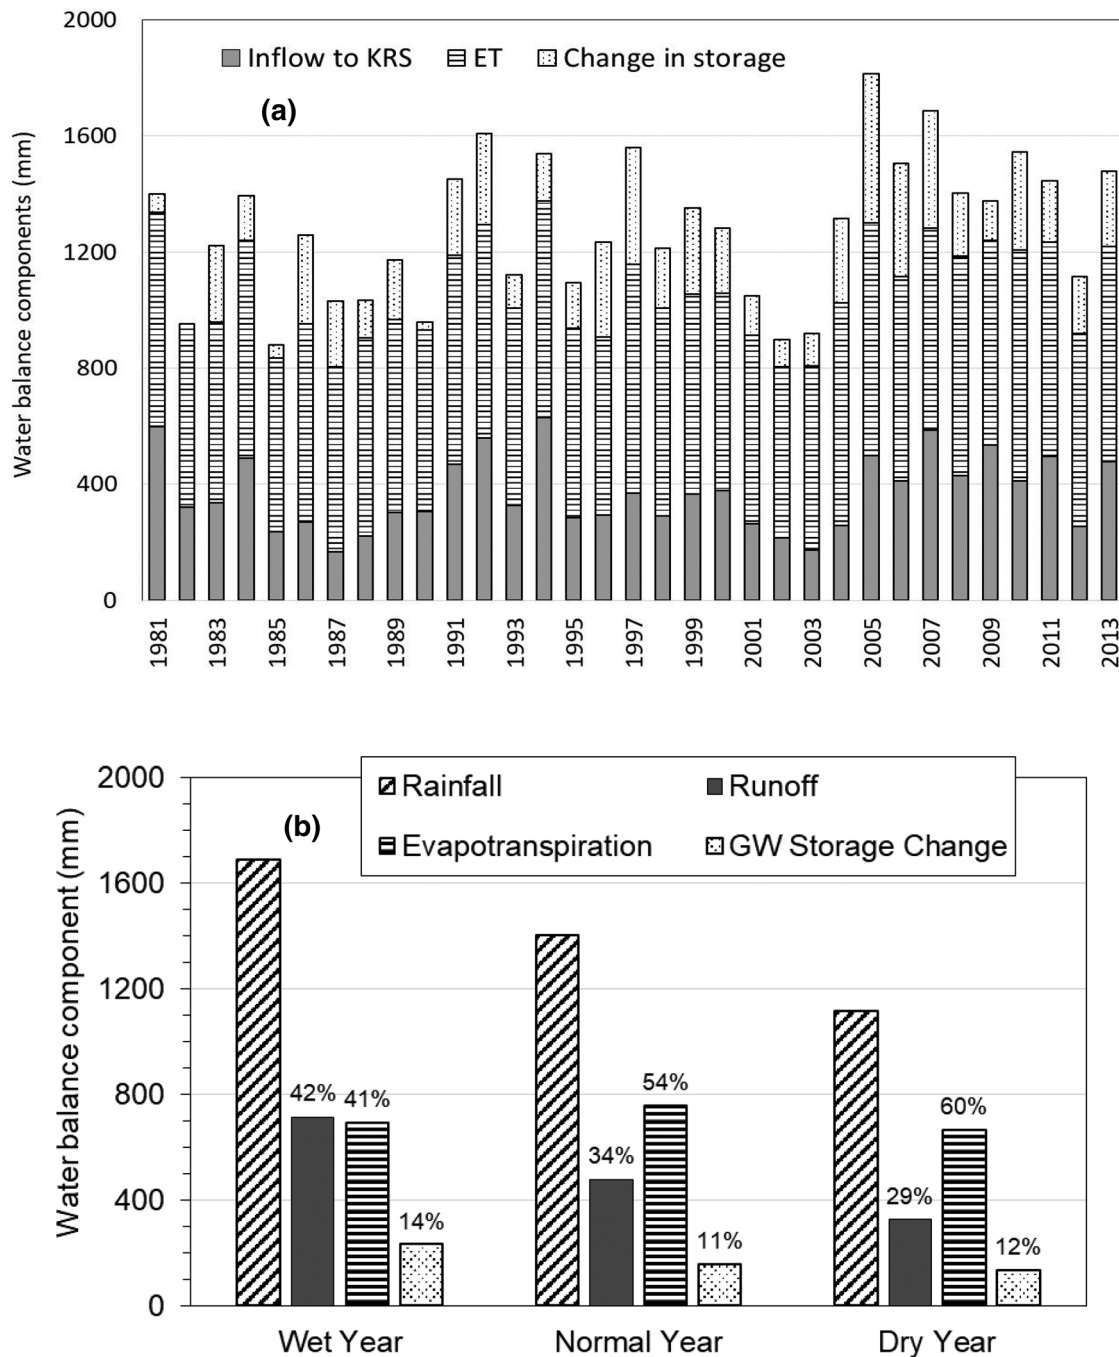 2000
Inflow to KRS ET Change in storage
(a)
1600
1200
800
400
0
Water balance components (mm)
1981 1983 1985 1987 1989 1991 1993 1995 1997 1999 2001 2003 2005 2007 2009 2011 2013
Rainfall Runoff
Evapotranspiration GW Storage Change
(b)
2000
1600
1200
800
400
0
Water balance component (mm)
42% 41% 14%
34% 54% 11%
29% 60% 12%
Wet Year Normal Year Dry Year